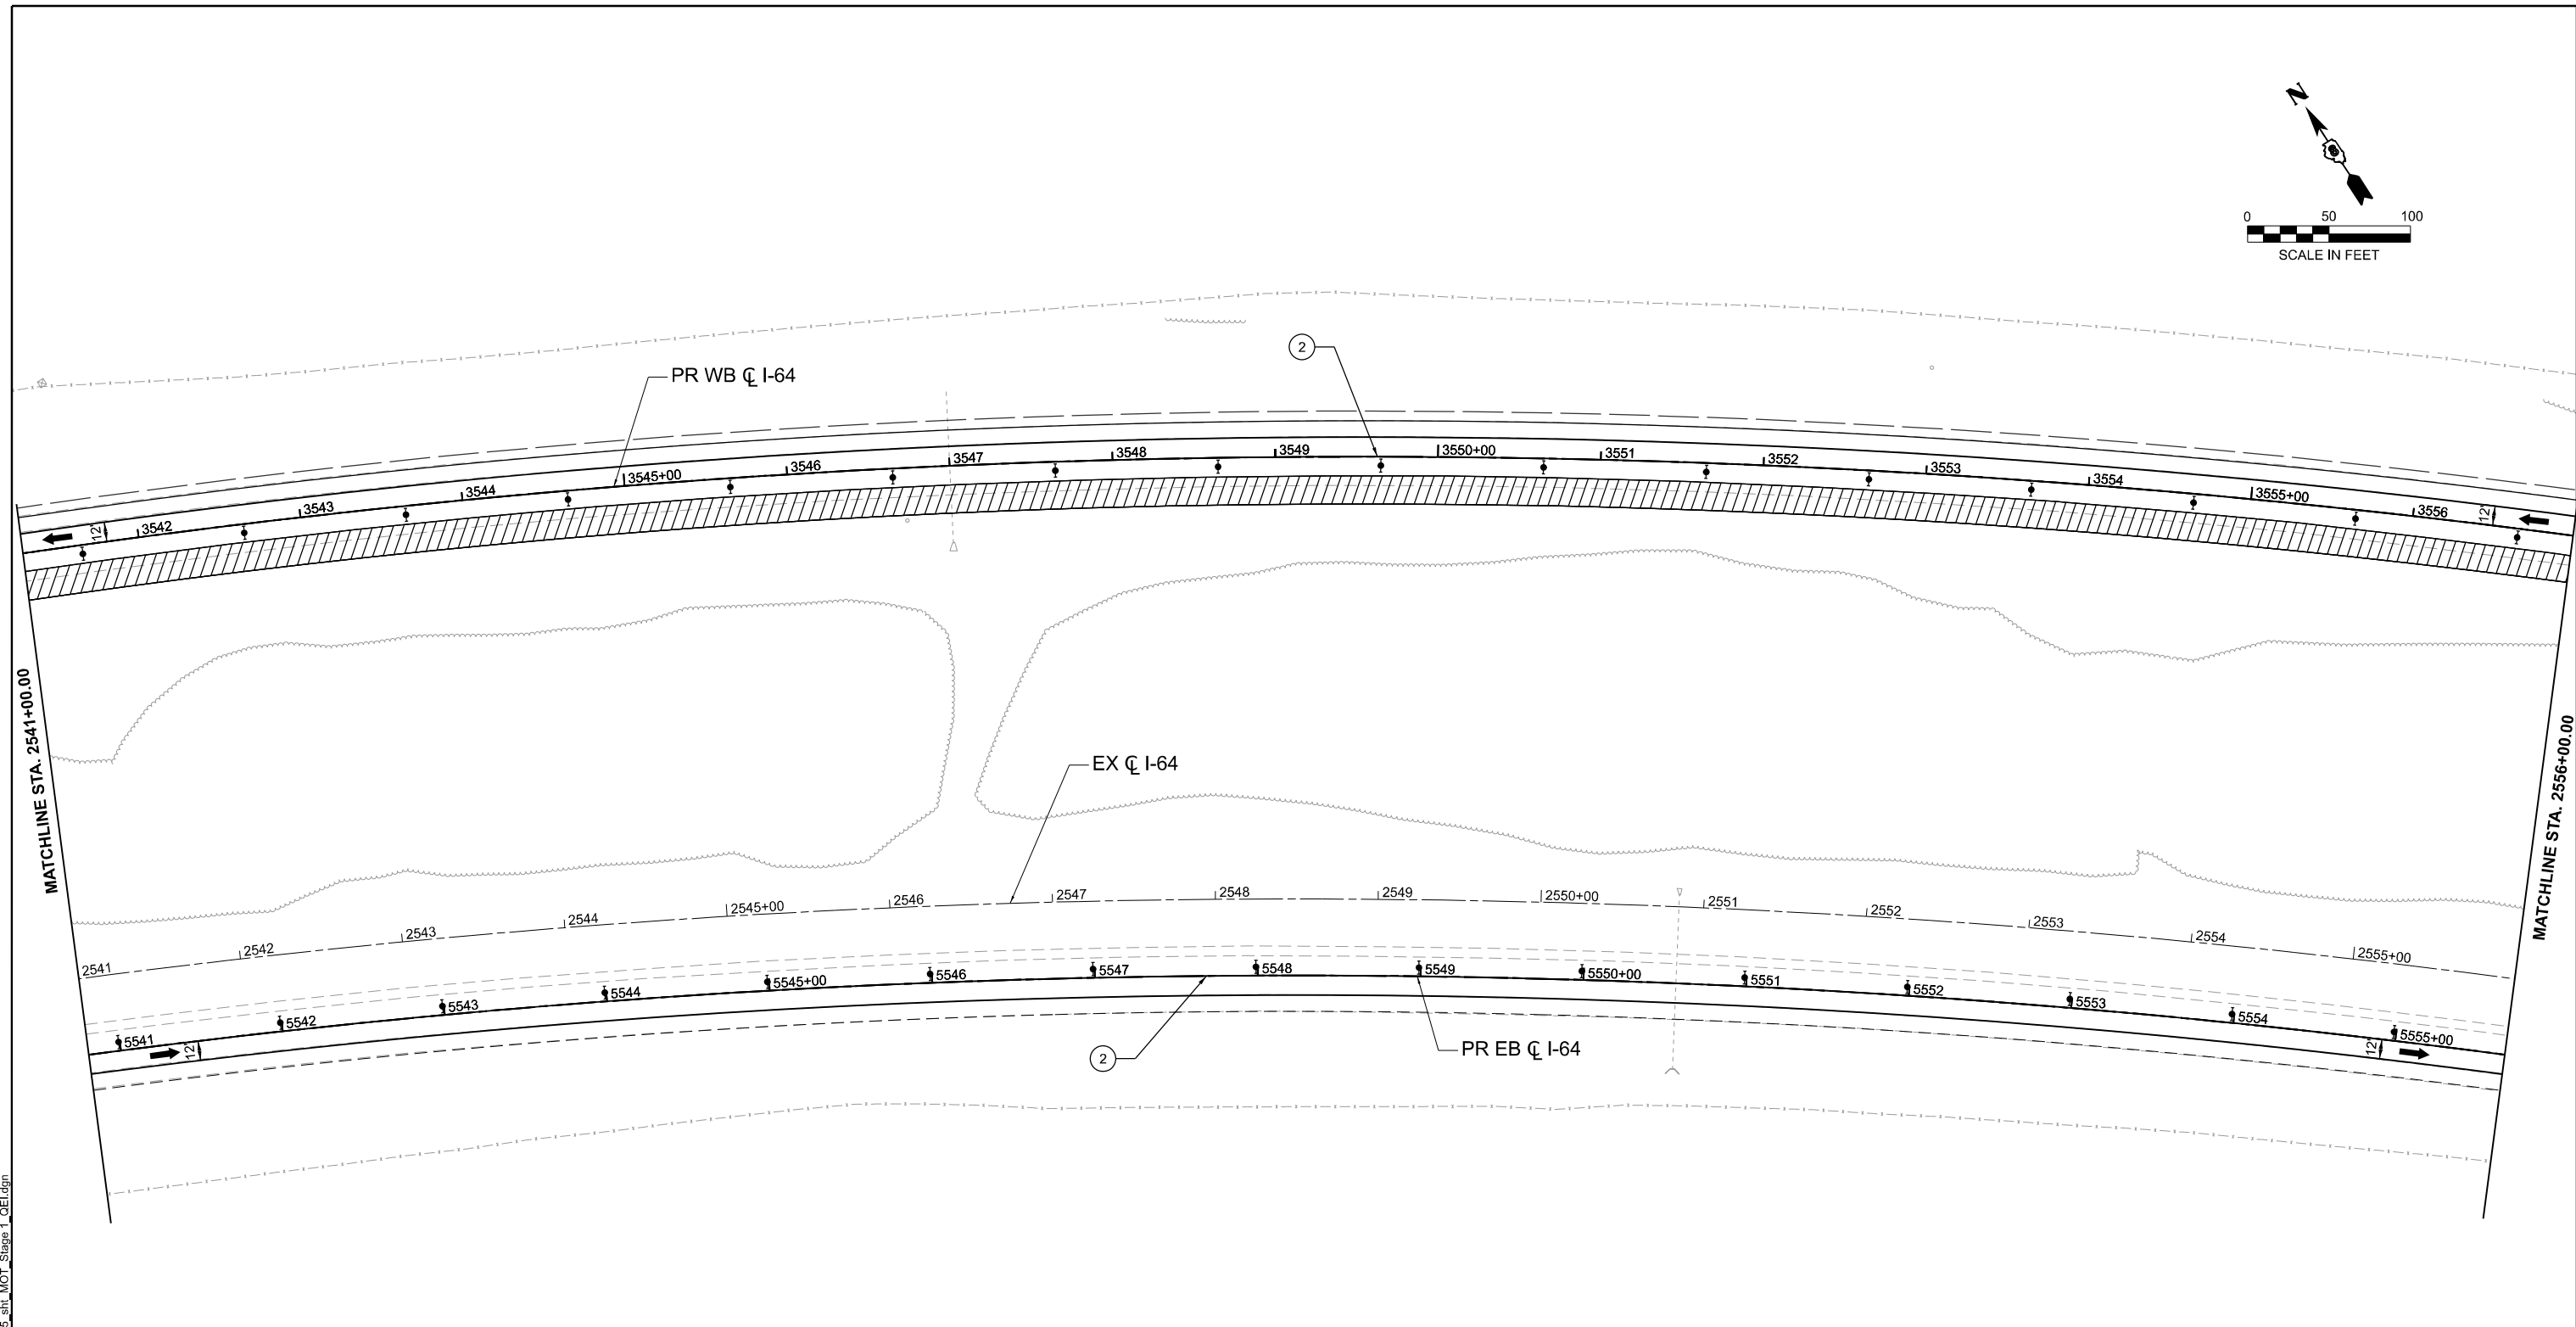 N
0 50 100
SCALE IN FEET
2
PR WB ℄ I-64
3542 3543 3544 3545+00 3546 3547 3548 3549 3550+00 3551 3552 3553 3554 3555+00 3556
12'
12'
MATCHLINE STA. 2541+00.00
MATCHLINE STA. 2556+00.00
EX ℄ I-64
2541 2542 2543 2544 2545+00 2546 2547 2548 2549 2550+00 2551 2552 2553 2554 2555+00
5541 5542 5543 5544 5545+00 5546 5547 5548 5549 5550+00 5551 5552 5553 5554 5555+00
12'
12'
2
PR EB ℄ I-64
5_sht_MOT_Stage 1_QEI.dgn